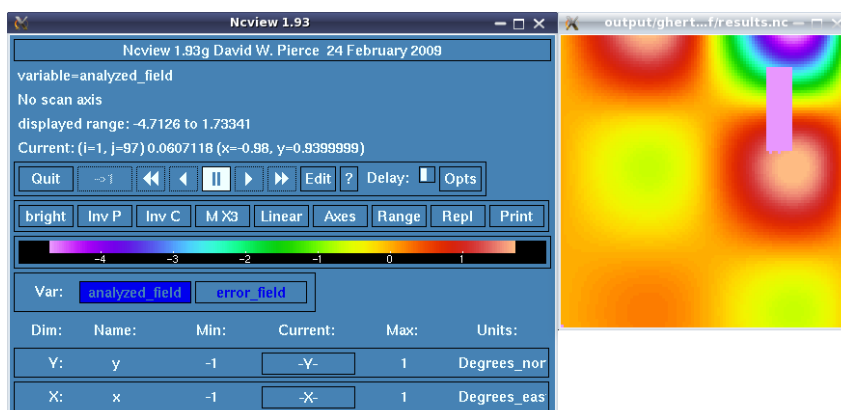 Ncview 1.93
Ncview 1.93g David W. Pierce 24 February 2009
variable=analyzed_field
No scan axis
displayed range: -4.7126 to 1.73341
Current: (i=1, j=97) 0.0607118 (x=-0.98, y=0.9399999)
Quit ->1 Edit ? Delay: Opts
bright Inv P Inv C M X3 Linear Axes Range Repl Print
-4 -3 -2 -1 0 1
Var: analyzed_field error_field
Dim: Name: Min: Current: Max: Units:
Y: y -1 -Y- 1 Degrees_nor
X: x -1 -X- 1 Degrees_eas
output/ghert...f/results.nc